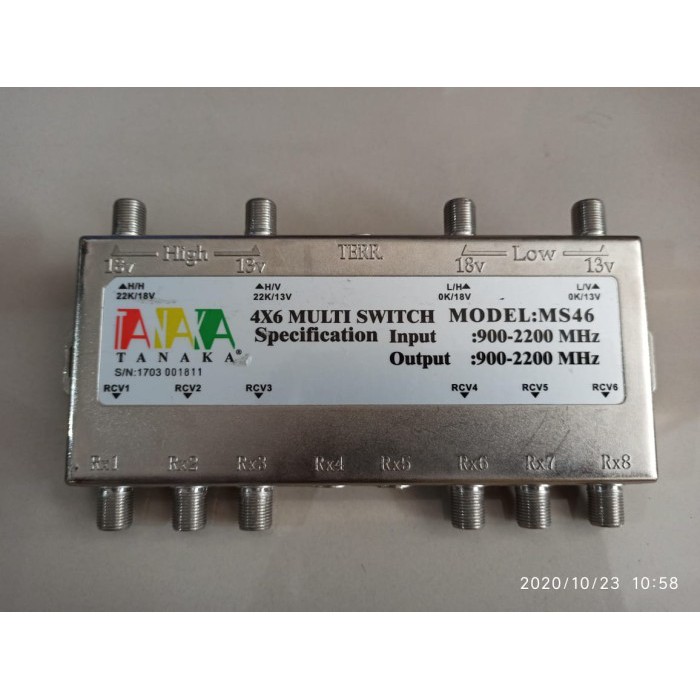 High TERR Low
18v 13v 18v 13v
H/H H/V L/H L/V
22K/18V 22K/13V 0K/18V 0K/13V
TANAKA
TANAKA®
S/N:1703 001811
4X6 MULTI SWITCH MODEL:MS46
Specification Input :900-2200 MHz
Output :900-2200 MHz
RCV1 RCV2 RCV3 RCV4 RCV5 RCV6
Rx1 Rx2 Rx3 Rx4 Rx5 Rx6 Rx7 Rx8
2020/10/23 10:58